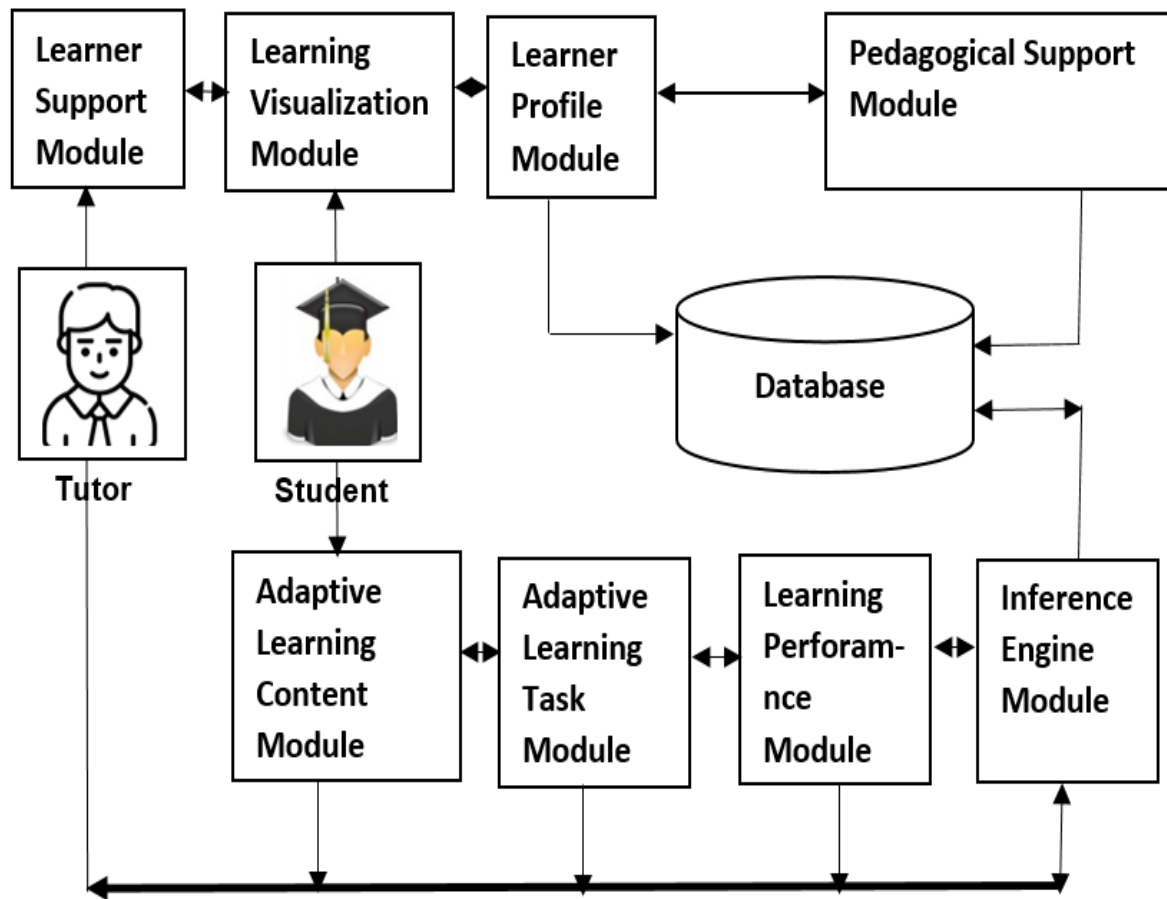 Learner
Support
Module
Learning
Visualization
Module
Learner
Profile
Module
Pedagogical Support
Module
Database
Tutor
Student
Adaptive
Learning
Content
Module
Adaptive
Learning
Task
Module
Learning
Perforam-
nce
Module
Inference
Engine
Module